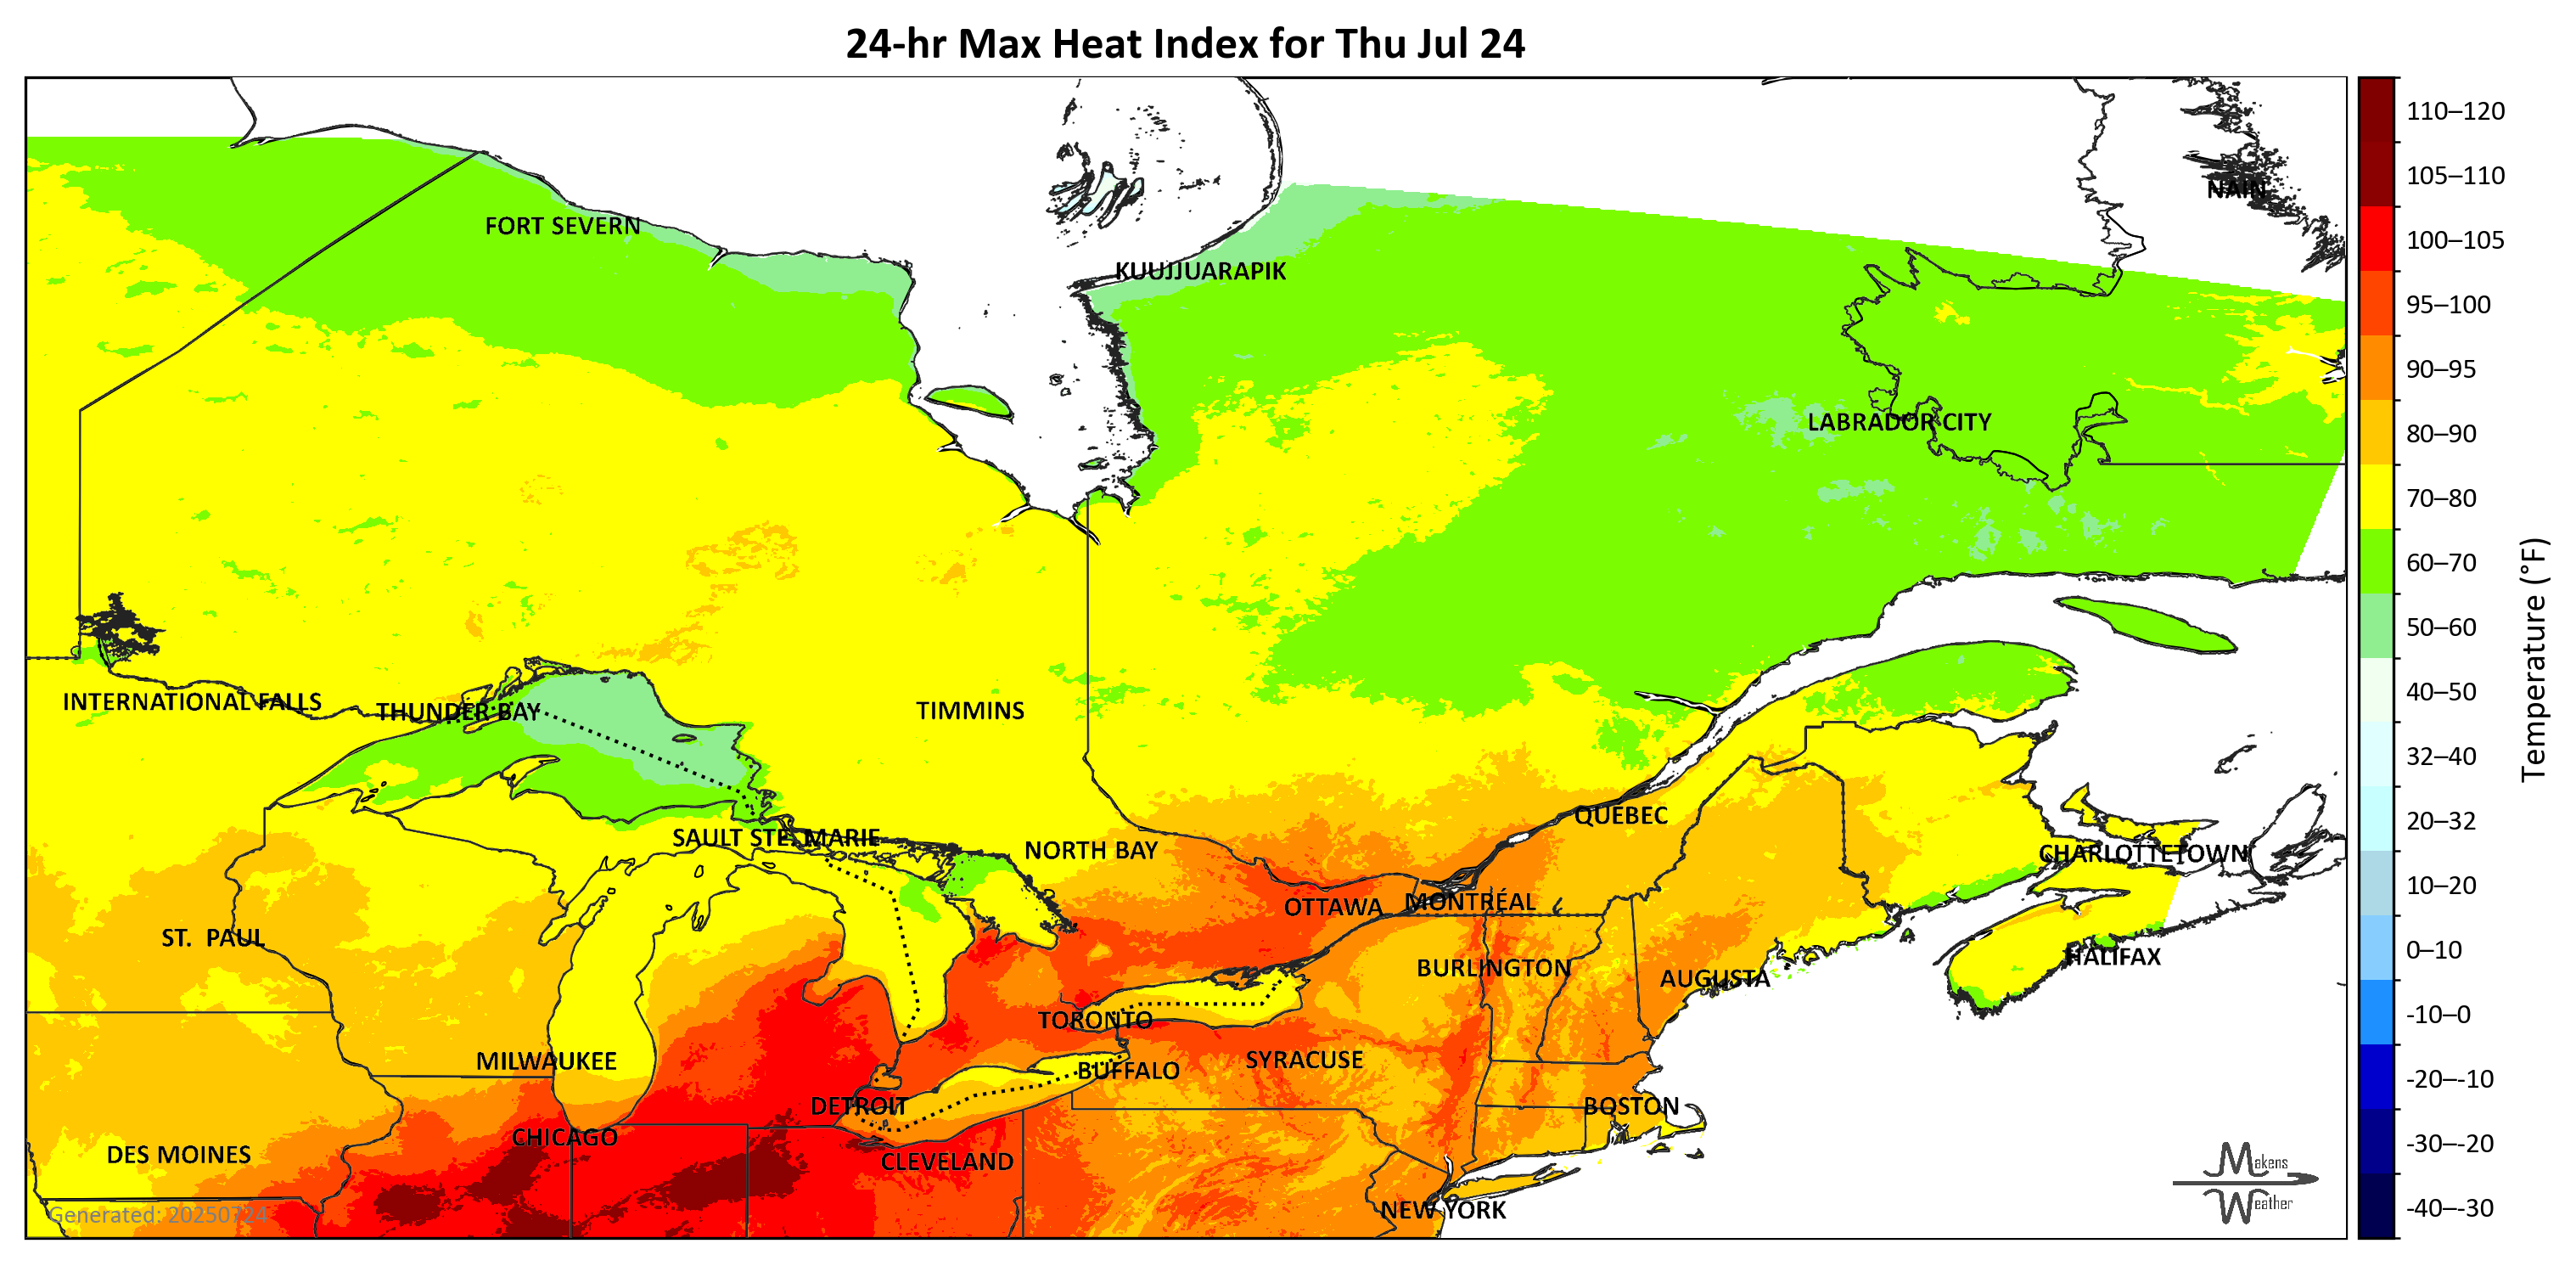 24-hr Max Heat Index for Thu Jul 24
NAIN
FORT SEVERN
KUUJJUARAPIK
LABRADOR CITY
INTERNATIONAL FALLS
THUNDER BAY
TIMMINS
SAULT STE. MARIE
NORTH BAY
QUÉBEC
CHARLOTTETOWN
OTTAWA
MONTRÉAL
ST. PAUL
HALIFAX
BURLINGTON
AUGUSTA
TORONTO
MILWAUKEE
SYRACUSE
BUFFALO
DETROIT
BOSTON
CHICAGO
DES MOINES
CLEVELAND
NEW YORK
Generated: 20250724
Makens
Weather
110–120
105–110
100–105
95–100
90–95
80–90
70–80
60–70
50–60
40–50
32–40
20–32
10–20
0–10
-10–0
-20–-10
-30–-20
-40–-30
Temperature (°F)